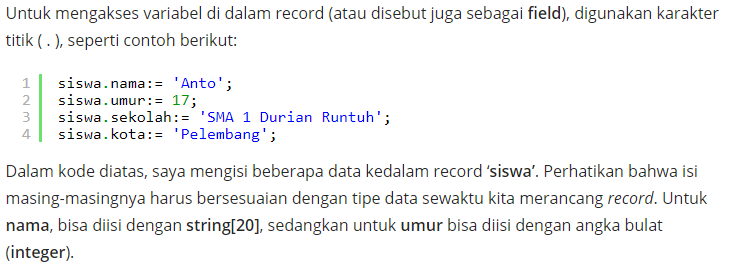 Untuk mengakses variabel di dalam record (atau disebut juga sebagai field), digunakan karakter
titik ( . ), seperti contoh berikut:
1 siswa.nama:= 'Anto';
2 siswa.umur:= 17;
3 siswa.sekolah:= 'SMA 1 Durian Runtuh';
4 siswa.kota:= 'Pelembang';
Dalam kode diatas, saya mengisi beberapa data kedalam record ‘siswa’. Perhatikan bahwa isi
masing-masingnya harus bersesuaian dengan tipe data sewaktu kita merancang record. Untuk
nama, bisa diisi dengan string[20], sedangkan untuk umur bisa diisi dengan angka bulat
(integer).